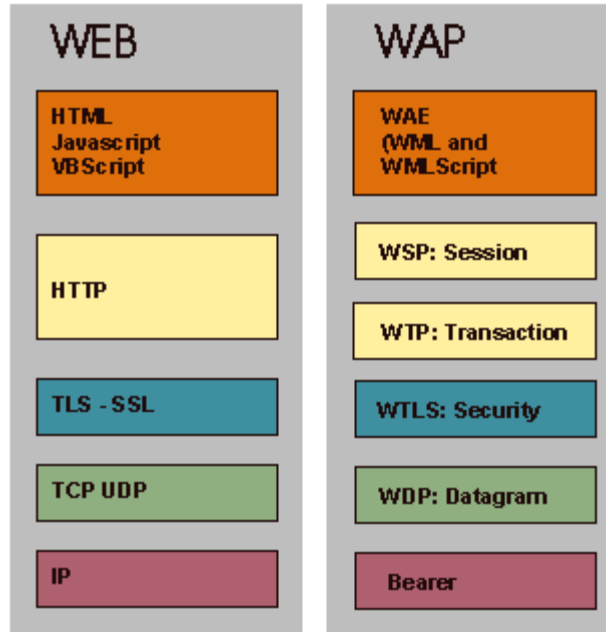 WEB
HTML
Javascript
VBScript
HTTP
TLS - SSL
TCP UDP
IP
WAP
WAE
(WML and
WMLScript
WSP: Session
WTP: Transaction
WTLS: Security
WDP: Datagram
Bearer